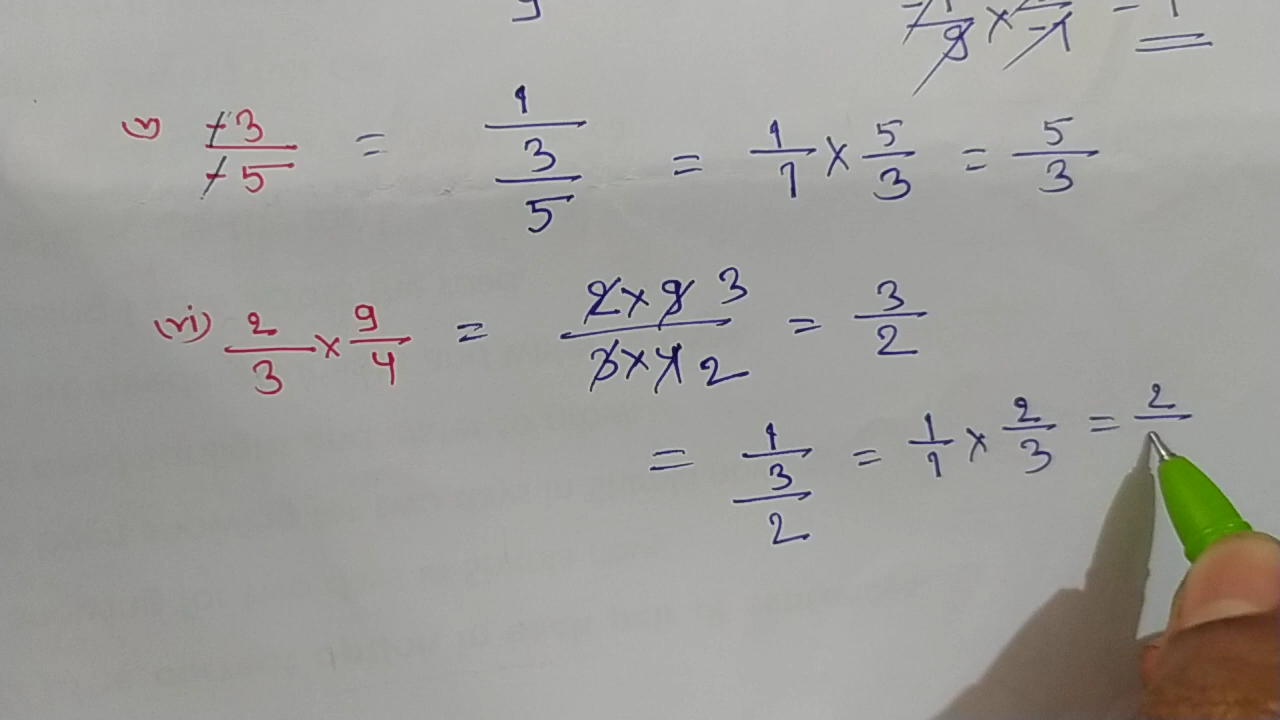 (v) -3/-5 = 1/(3/5) = 1/1 × 5/3 = 5/3
(vi) 2/3 × 9/4 = 2×9 3/3×4 2 = 3/2
= 1/(3/2) = 1/1 × 2/3 = 2/